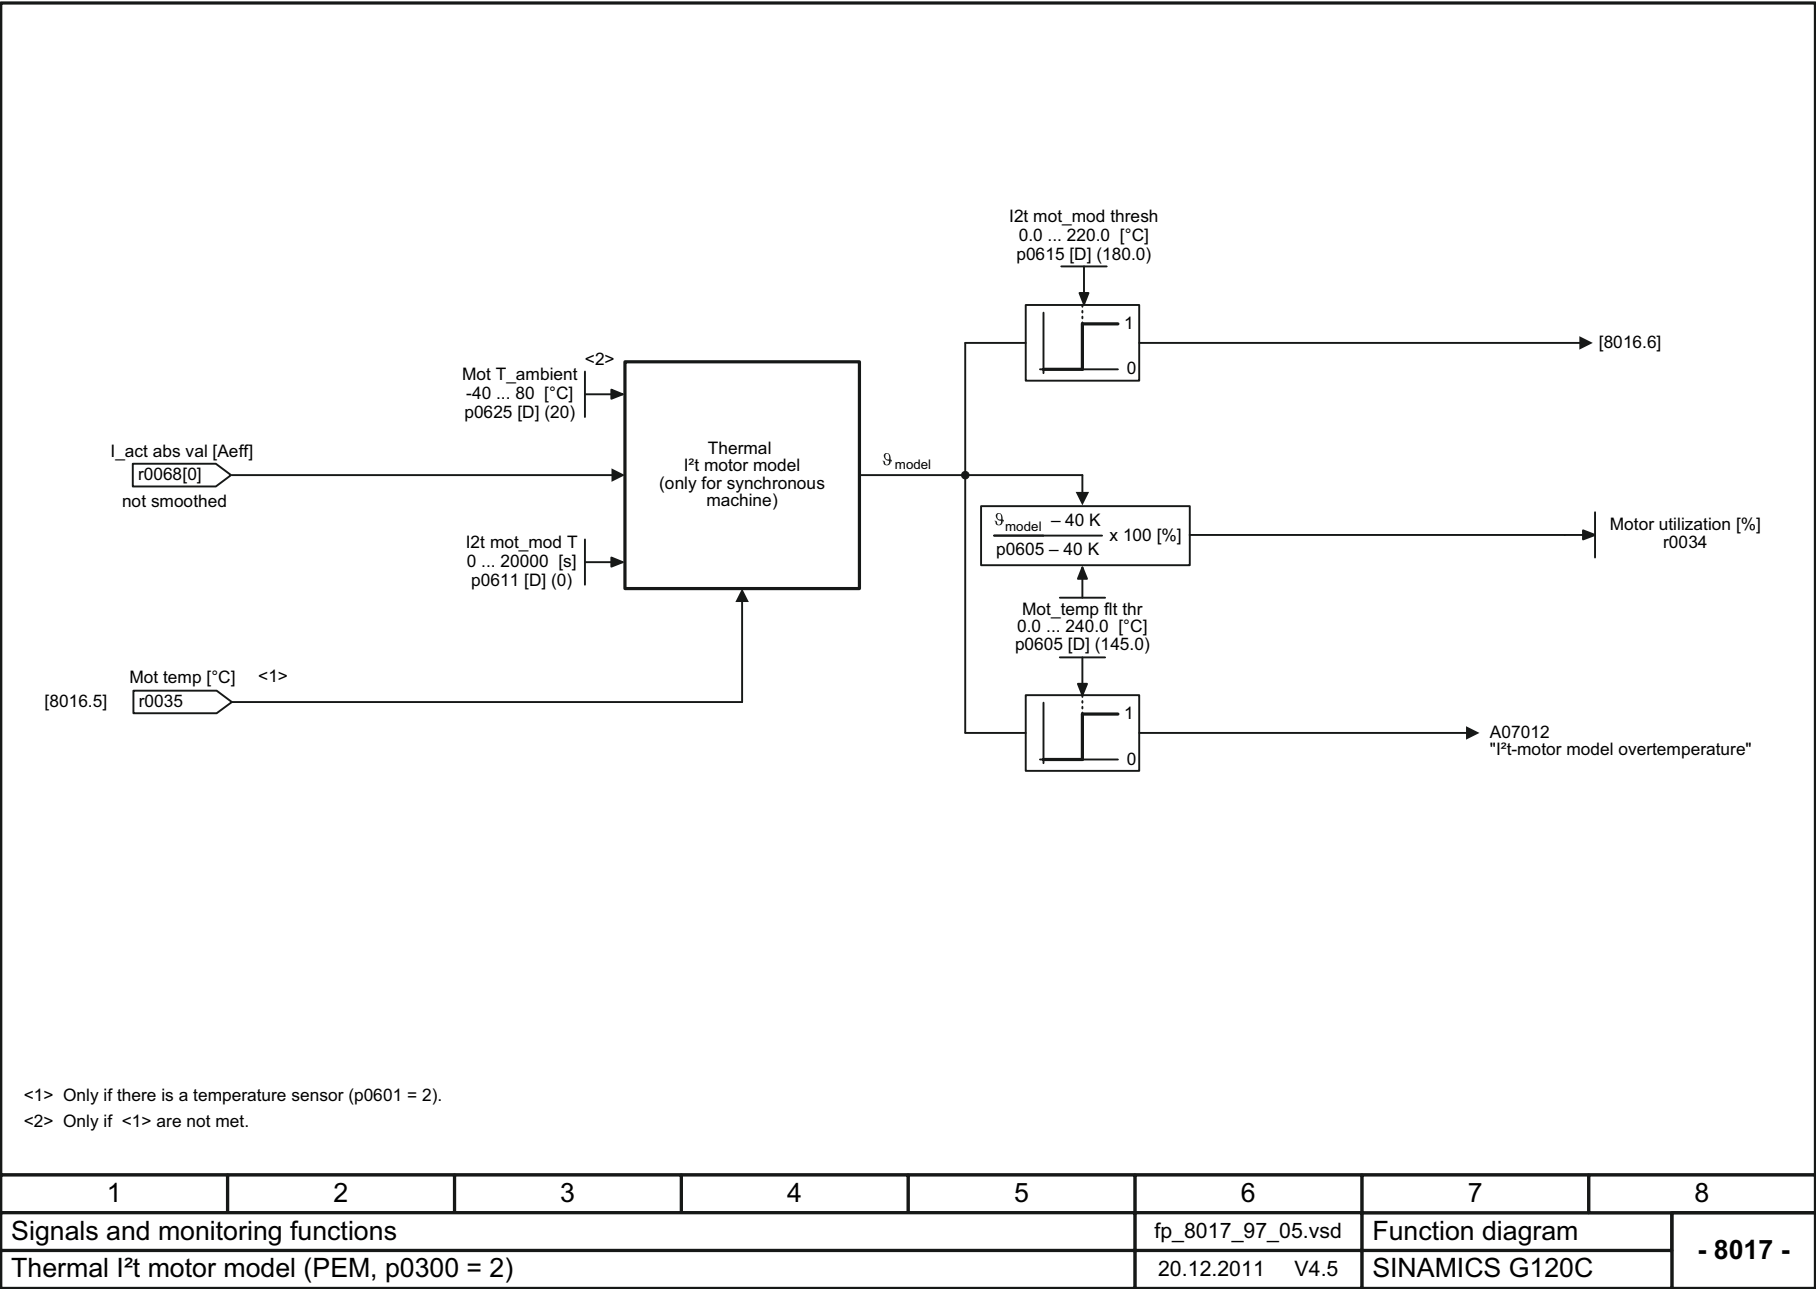 I2t mot_mod thresh
0.0 ... 220.0 [°C]
p0615 [D] (180.0)
1
0
[8016.6]
<2>
Mot T_ambient
-40 ... 80 [°C]
p0625 [D] (20)
I_act abs val [Aeff]
r0068[0]
not smoothed
Thermal
I²t motor model
(only for synchronous
machine)
ϑmodel
ϑmodel – 40 K
p0605 – 40 K
x 100 [%]
Motor utilization [%]
r0034
I2t mot_mod T
0 ... 20000 [s]
p0611 [D] (0)
Mot_temp flt thr
0.0 ... 240.0 [°C]
p0605 [D] (145.0)
Mot temp [°C] <1>
[8016.5] r0035
1
0
A07012
"I²t-motor model overtemperature"
<1> Only if there is a temperature sensor (p0601 = 2).
<2> Only if <1> are not met.
1 2 3 4 5 6 7 8
Signals and monitoring functions
fp_8017_97_05.vsd
Function diagram
- 8017 -
Thermal I²t motor model (PEM, p0300 = 2)
20.12.2011 V4.5
SINAMICS G120C